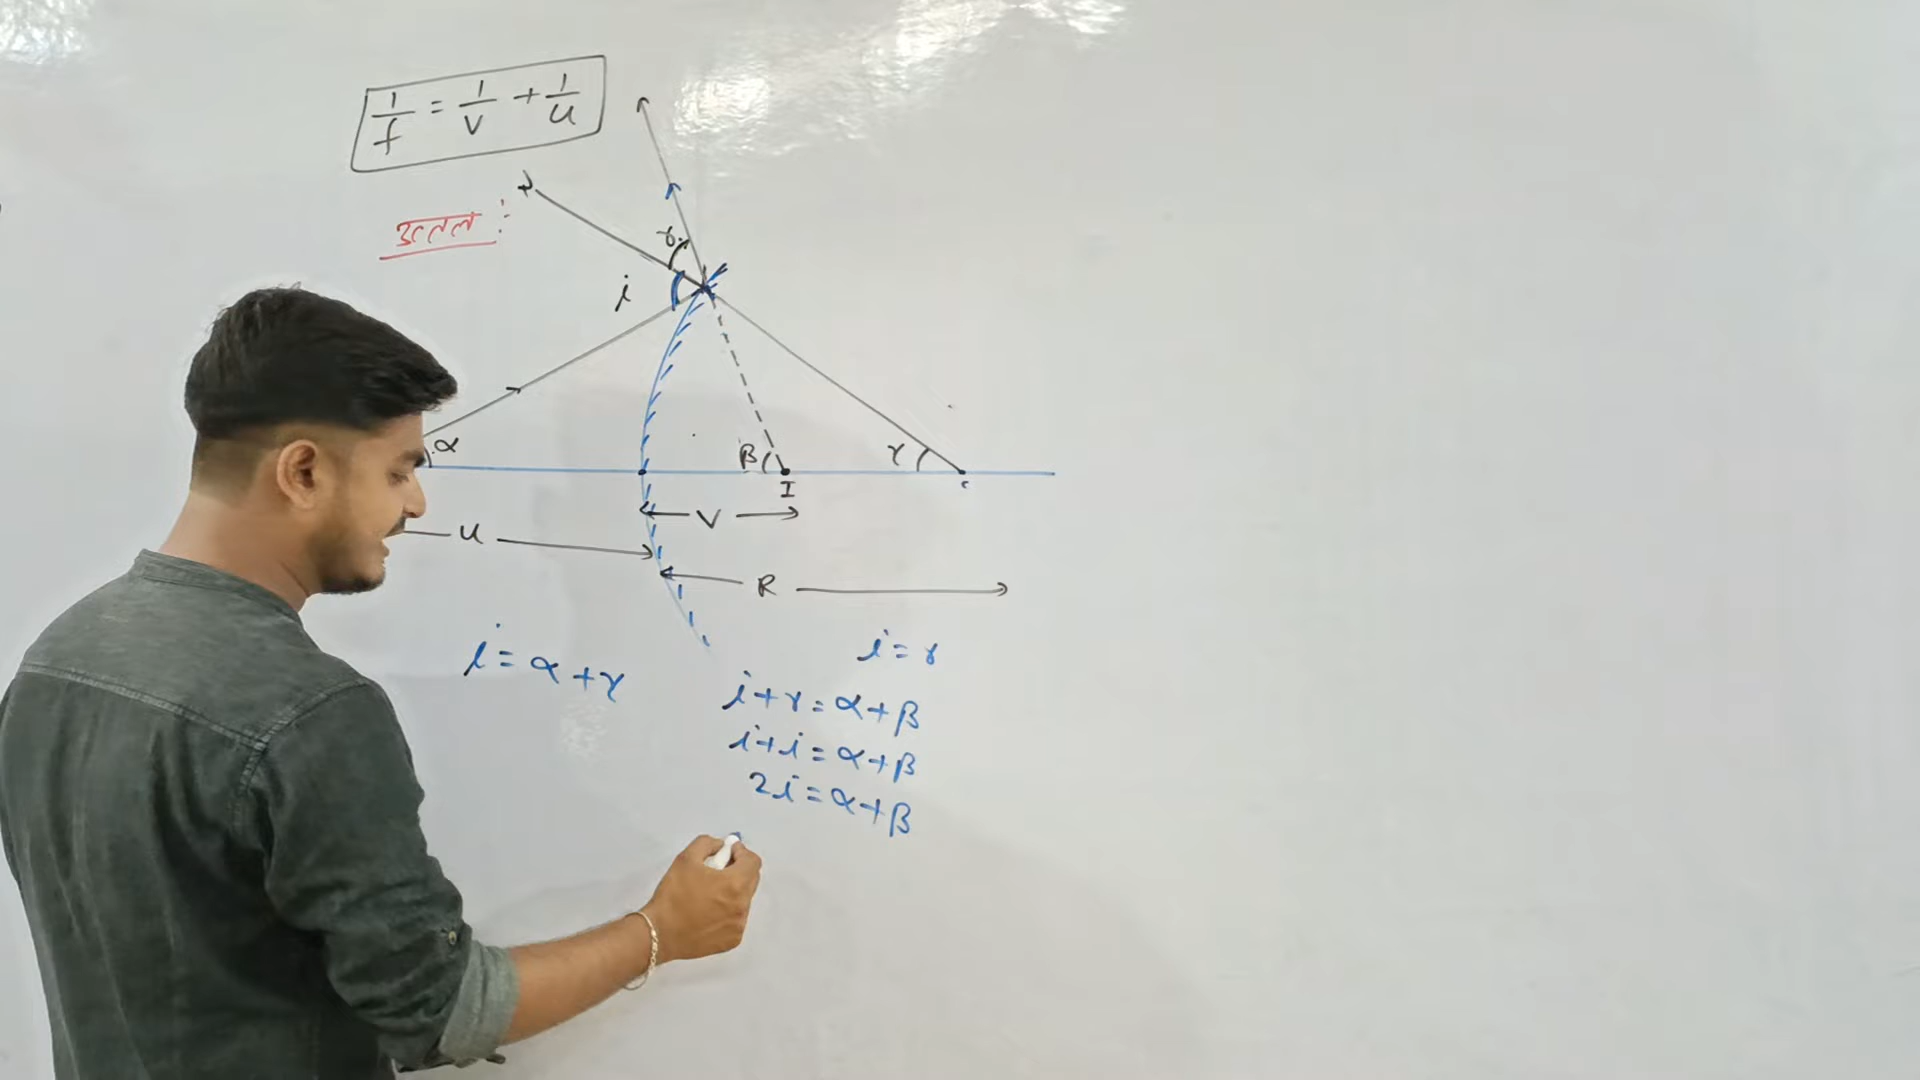 1/f = 1/v + 1/u
उत्तल :
N
r
i
α
β
γ
I
c
V
u
R
i = r
i = α + γ
i + r = α + β
i + i = α + β
2i = α + β